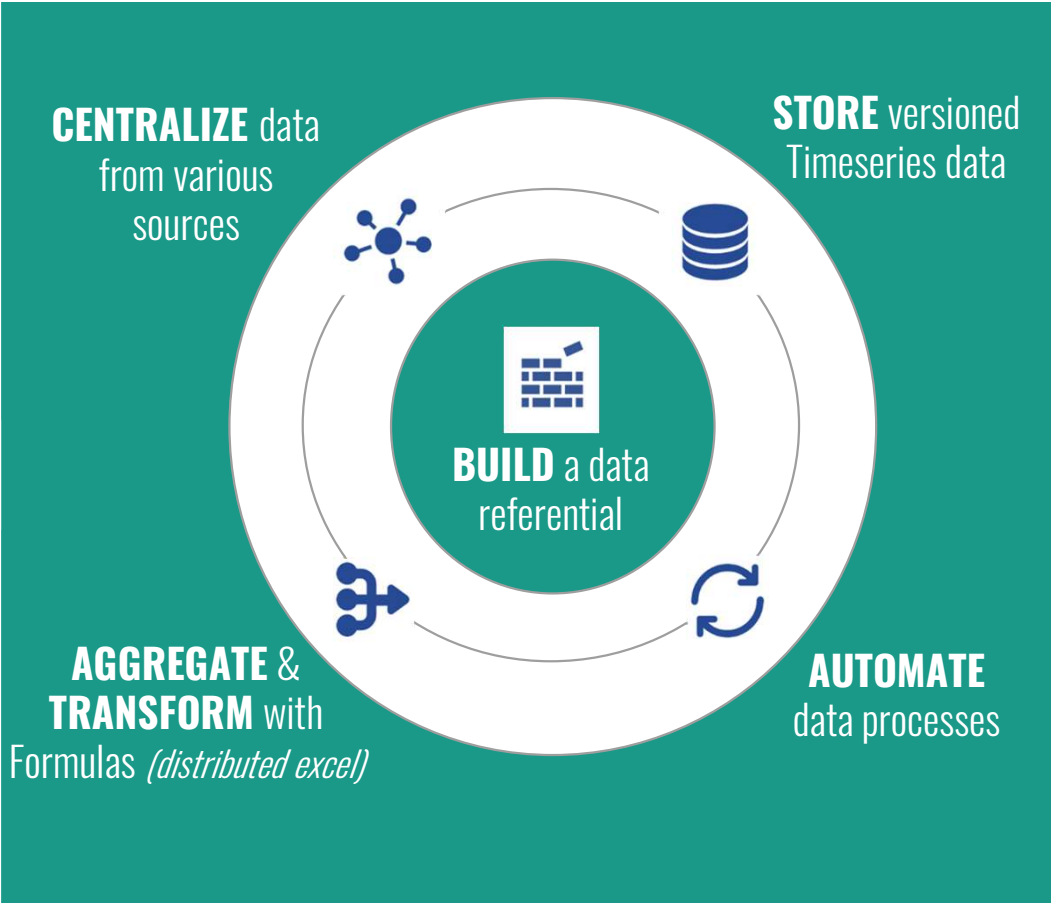 CENTRALIZE data
from various
sources
STORE versioned
Timeseries data
BUILD a data
referential
AGGREGATE &
TRANSFORM with
Formulas (distributed excel)
AUTOMATE
data processes